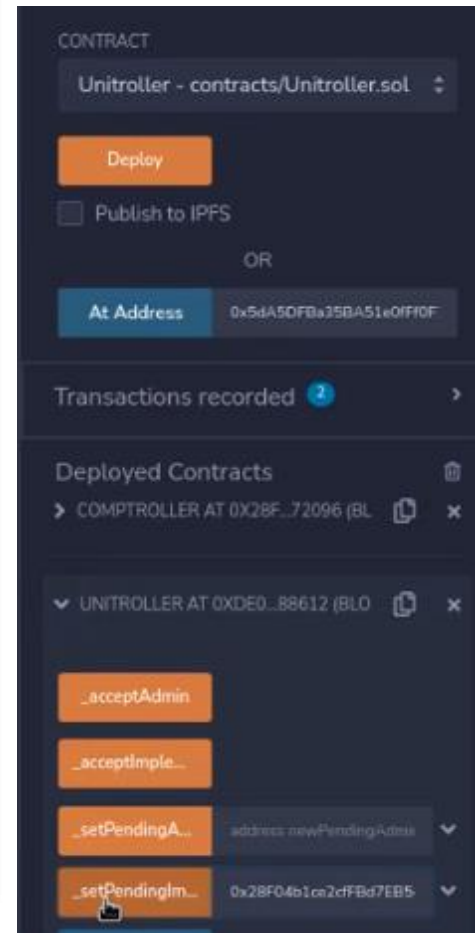 CONTRACT
Unitroller - contracts/Unitroller.sol
Deploy
Publish to IPFS
OR
At Address 0x5dA5DFBa35BA51e0fFf0F
Transactions recorded 2
Deployed Contracts
COMPTROLLER AT 0X28F...72096 (BL
UNITROLLER AT 0XDE0...88612 (BLO
_acceptAdmin
_acceptImple...
_setPendingA... address newPendingAdmin
_setPendingIm... 0x28F04b1ce2cfFBd7EB5